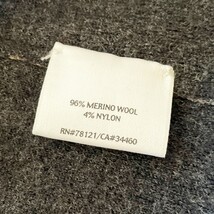 96% MERINO WOOL
4% NYLON
RN#78121/CA#34460